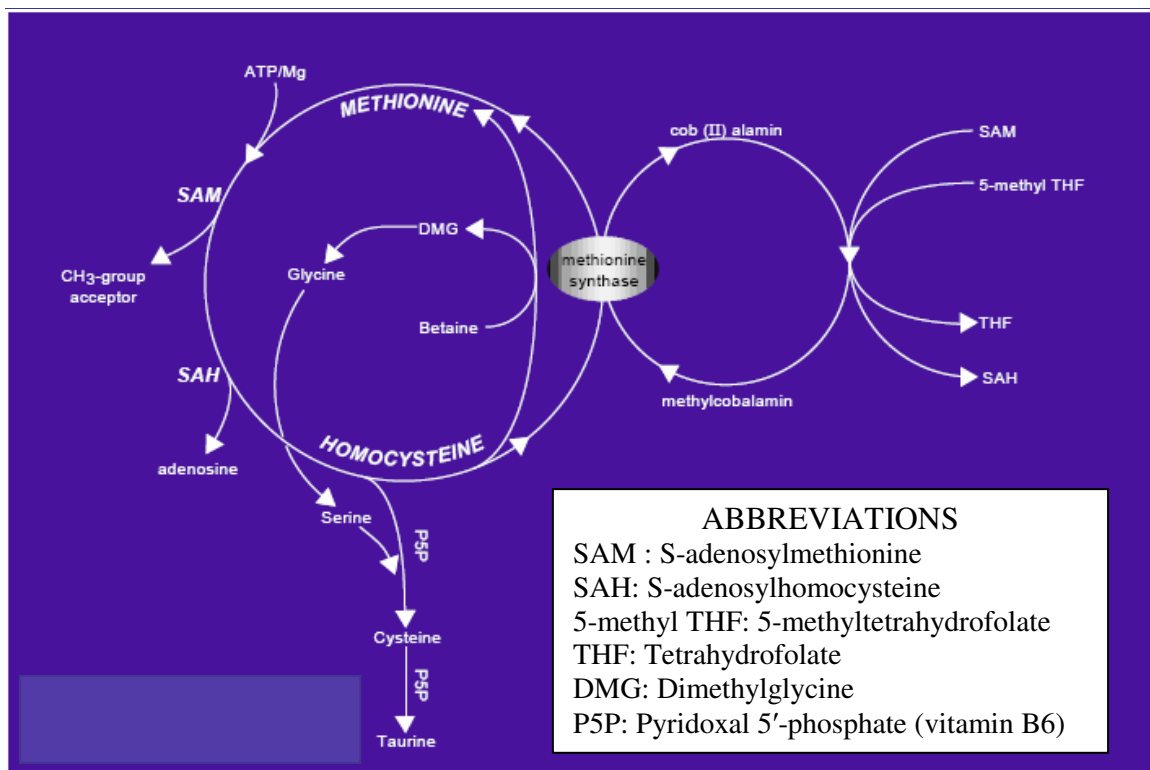 ATP/Mg
METHIONINE
cob (II) alamin
SAM
5-methyl THF
SAM
DMG
CH3-group
acceptor
Glycine
methionine
synthase
Betaine
THF
SAH
SAH
methylcobalamin
adenosine
HOMOCYSTEINE
Serine
P5P
Cysteine
P5P
Taurine
ABBREVIATIONS
SAM : S-adenosylmethionine
SAH: S-adenosylhomocysteine
5-methyl THF: 5-methyltetrahydrofolate
THF: Tetrahydrofolate
DMG: Dimethylglycine
P5P: Pyridoxal 5′-phosphate (vitamin B6)